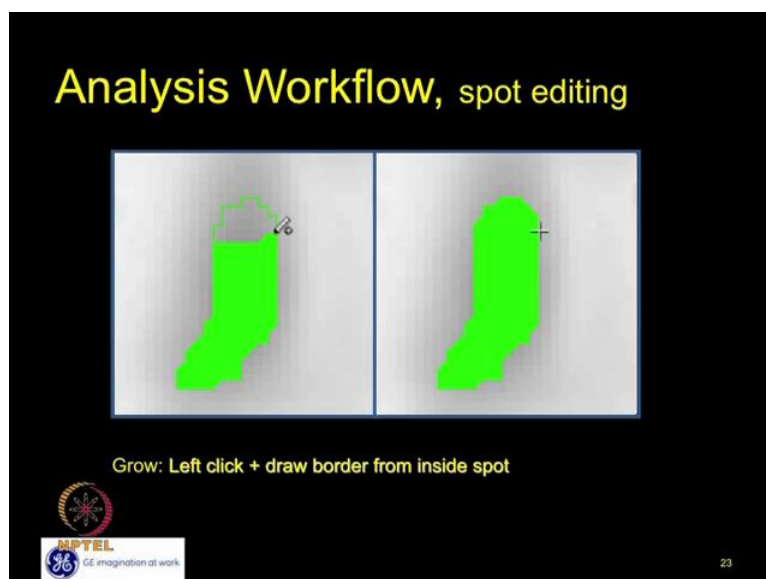 Analysis Workflow, spot editing
Grow: Left click + draw border from inside spot
NPTEL
GE imagination at work
23